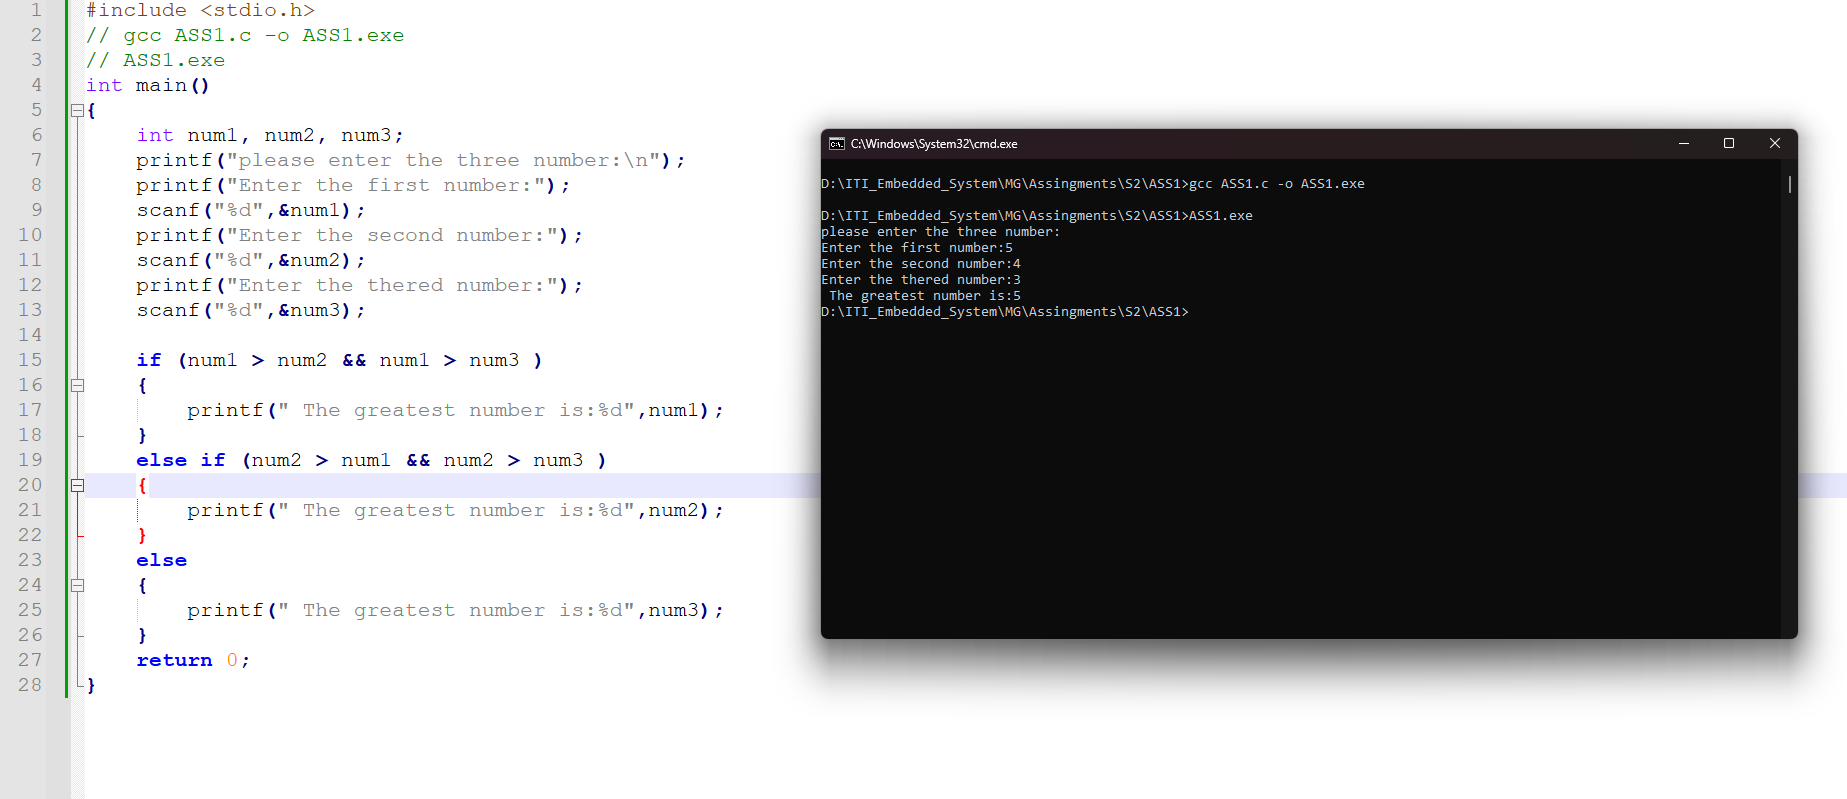 1 #include <stdio.h>
2 // gcc ASS1.c -o ASS1.exe
3 // ASS1.exe
4 int main()
5 {
6 int num1, num2, num3;
7 printf("please enter the three number:\n");
8 printf("Enter the first number:");
9 scanf("%d",&num1);
10 printf("Enter the second number:");
11 scanf("%d",&num2);
12 printf("Enter the thered number:");
13 scanf("%d",&num3);
14
15 if (num1 > num2 && num1 > num3 )
16 {
17 printf(" The greatest number is:%d",num1);
18 }
19 else if (num2 > num1 && num2 > num3 )
20 {
21 printf(" The greatest number is:%d",num2);
22 }
23 else
24 {
25 printf(" The greatest number is:%d",num3);
26 }
27 return 0;
28 }
C:\Windows\System32\cmd.exe
D:\ITI_Embedded_System\MG\Assingments\S2\ASS1>gcc ASS1.c -o ASS1.exe
D:\ITI_Embedded_System\MG\Assingments\S2\ASS1>ASS1.exe
please enter the three number:
Enter the first number:5
Enter the second number:4
Enter the thered number:3
 The greatest number is:5
D:\ITI_Embedded_System\MG\Assingments\S2\ASS1>